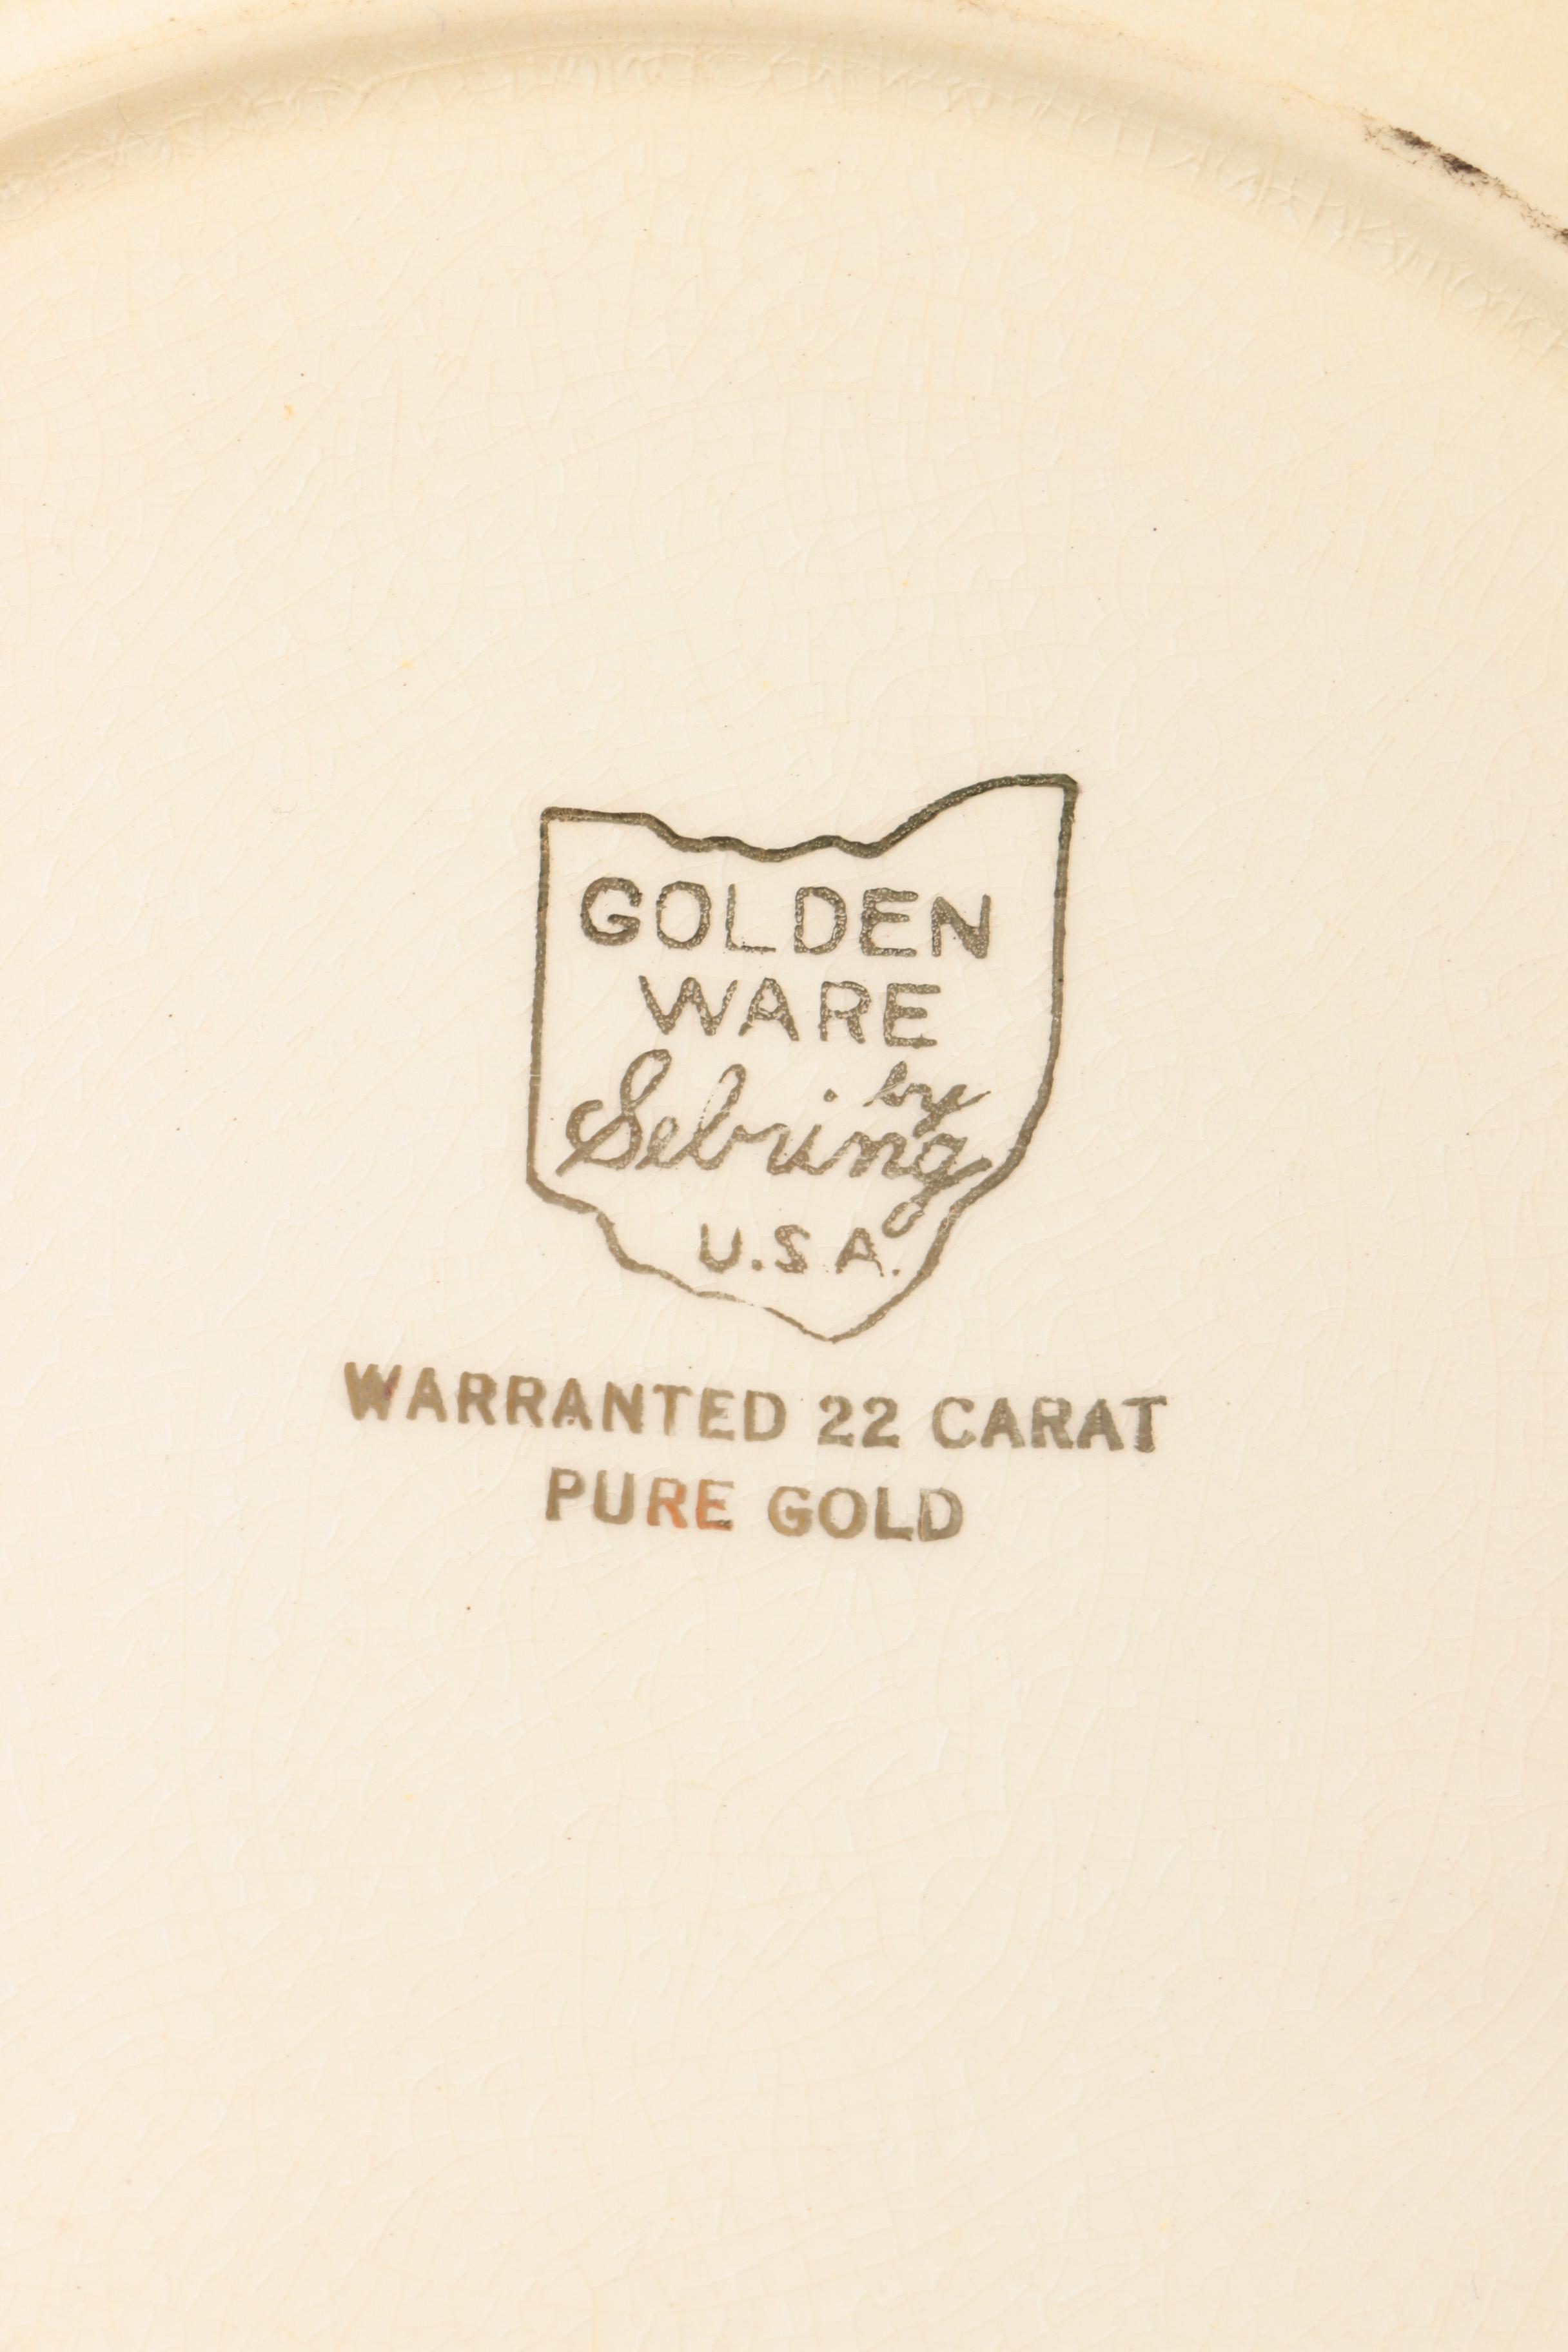 GOLDEN
WARE
by
Sebring
U.S A.
WARRANTED 22 CARAT
PURE GOLD